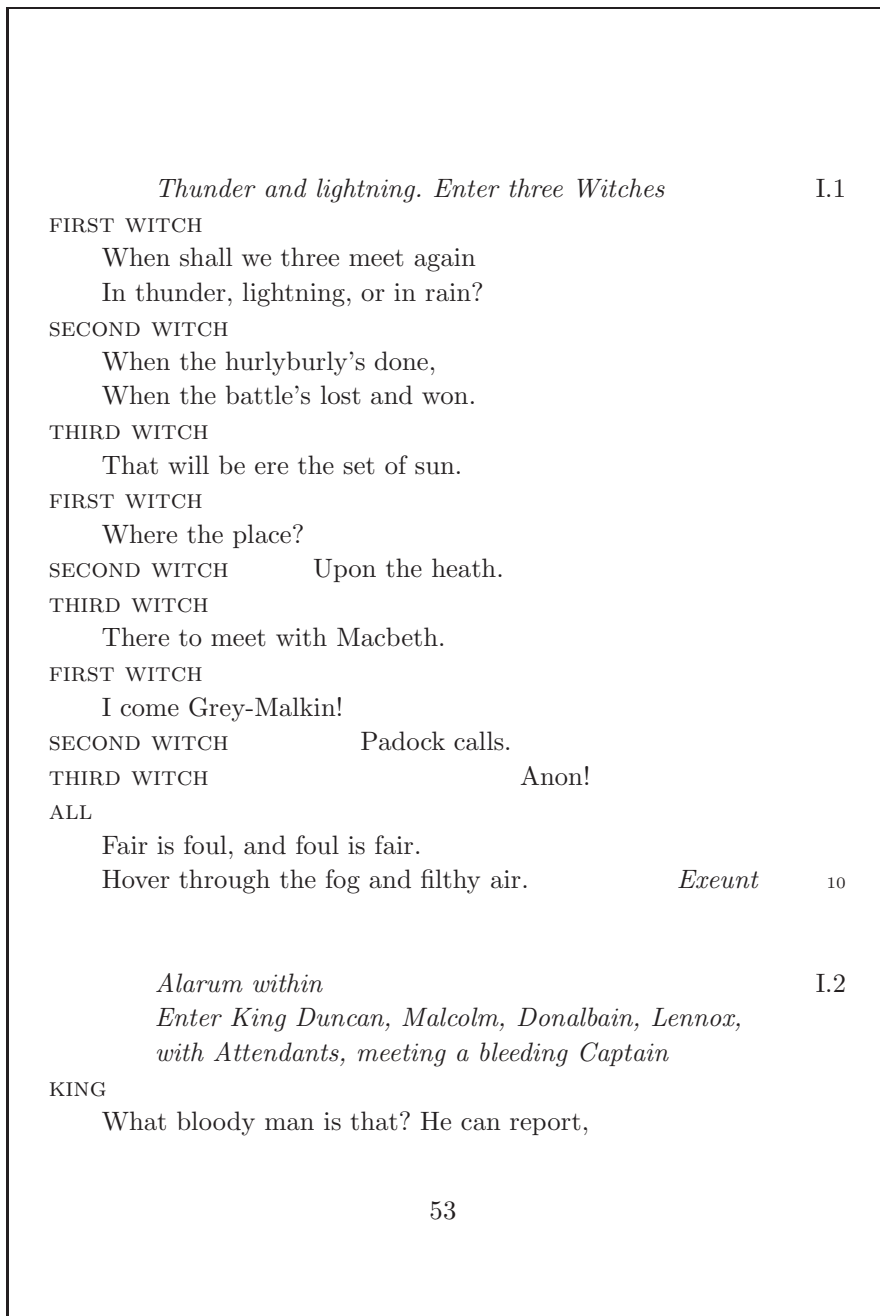 Thunder and lightning. Enter three Witches I.1
FIRST WITCH
When shall we three meet again
In thunder, lightning, or in rain?
SECOND WITCH
When the hurlyburly's done,
When the battle's lost and won.
THIRD WITCH
That will be ere the set of sun.
FIRST WITCH
Where the place?
SECOND WITCH Upon the heath.
THIRD WITCH
There to meet with Macbeth.
FIRST WITCH
I come Grey-Malkin!
SECOND WITCH Padock calls.
THIRD WITCH Anon!
ALL
Fair is foul, and foul is fair.
Hover through the fog and filthy air. Exeunt 10
Alarum within I.2
Enter King Duncan, Malcolm, Donalbain, Lennox,
with Attendants, meeting a bleeding Captain
KING
What bloody man is that? He can report,
53